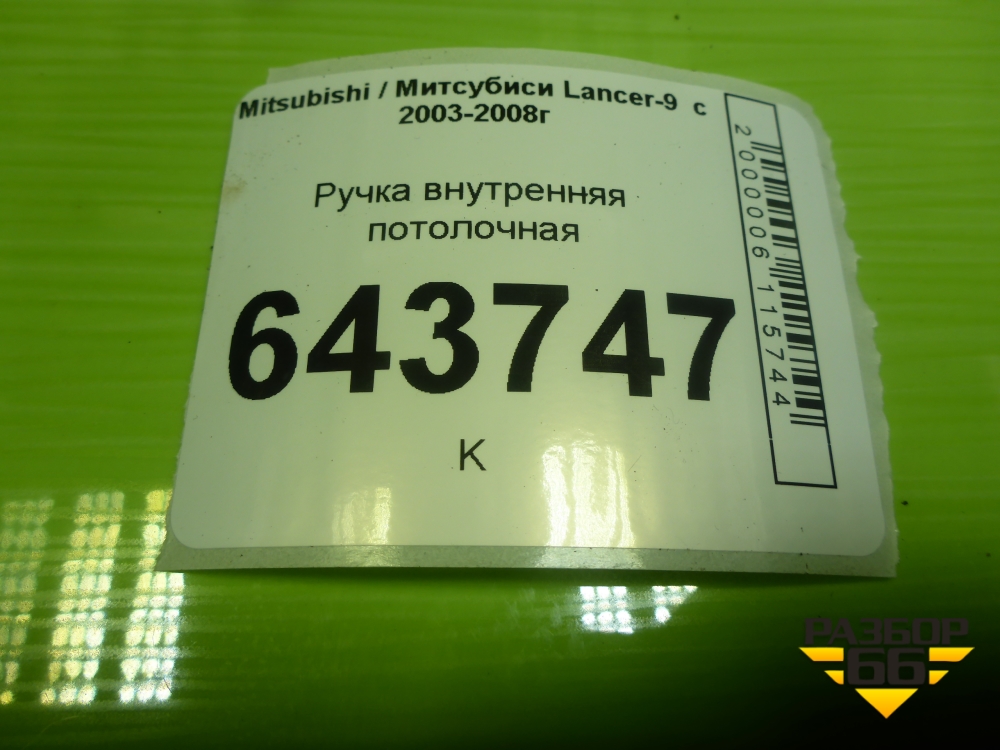 Mitsubishi / Митсубиси Lancer-9 с
2003-2008г
Ручка внутренняя
потолочная
643747
К
2000006115744
РАЗБОР
66